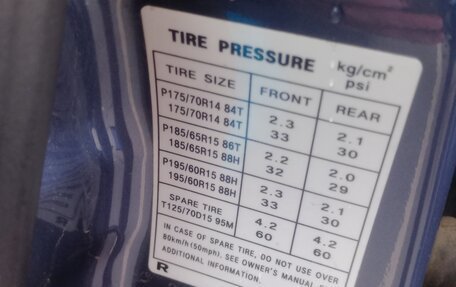 TIRE PRESSURE kg/cm² psi
TIRE SIZE FRONT REAR
P175/70R14 84T 2.3 2.1
175/70R14 84T 33 30
P185/65R15 86T 2.2 2.0
185/65R15 88H 32 29
P195/60R15 88H 2.3 2.1
195/60R15 88H 33 30
SPARE TIRE 4.2 4.2
T125/70D15 95M 60 60
IN CASE OF SPARE TIRE, DO NOT USE OVER
80km/h (50mph). SEE OWNER'S MANUAL
ADDITIONAL INFORMATION.
R